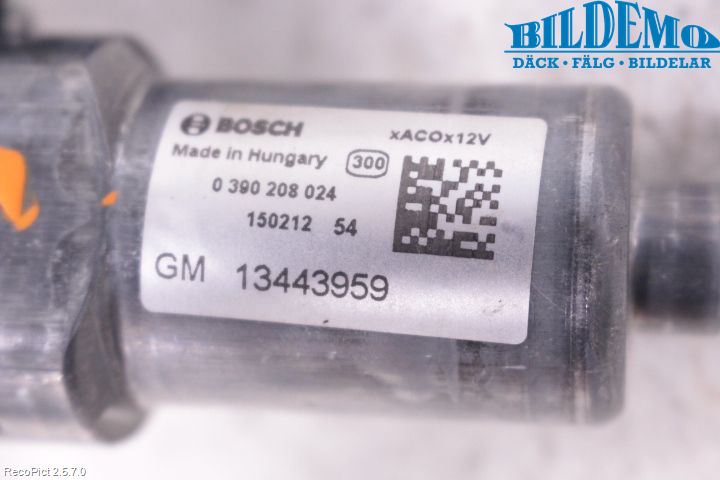 BILDEMO
DÄCK • FÄLG • BILDELAR
BOSCH xACOx12V
Made in Hungary 300
0 390 208 024
150212 54
GM 13443959
RecoPict 2.5.7.0